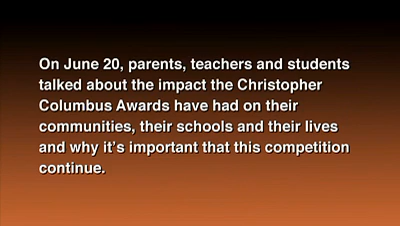 On June 20, parents, teachers and students
talked about the impact the Christopher
Columbus Awards have had on their
communities, their schools and their lives
and why it's important that this competition
continue.